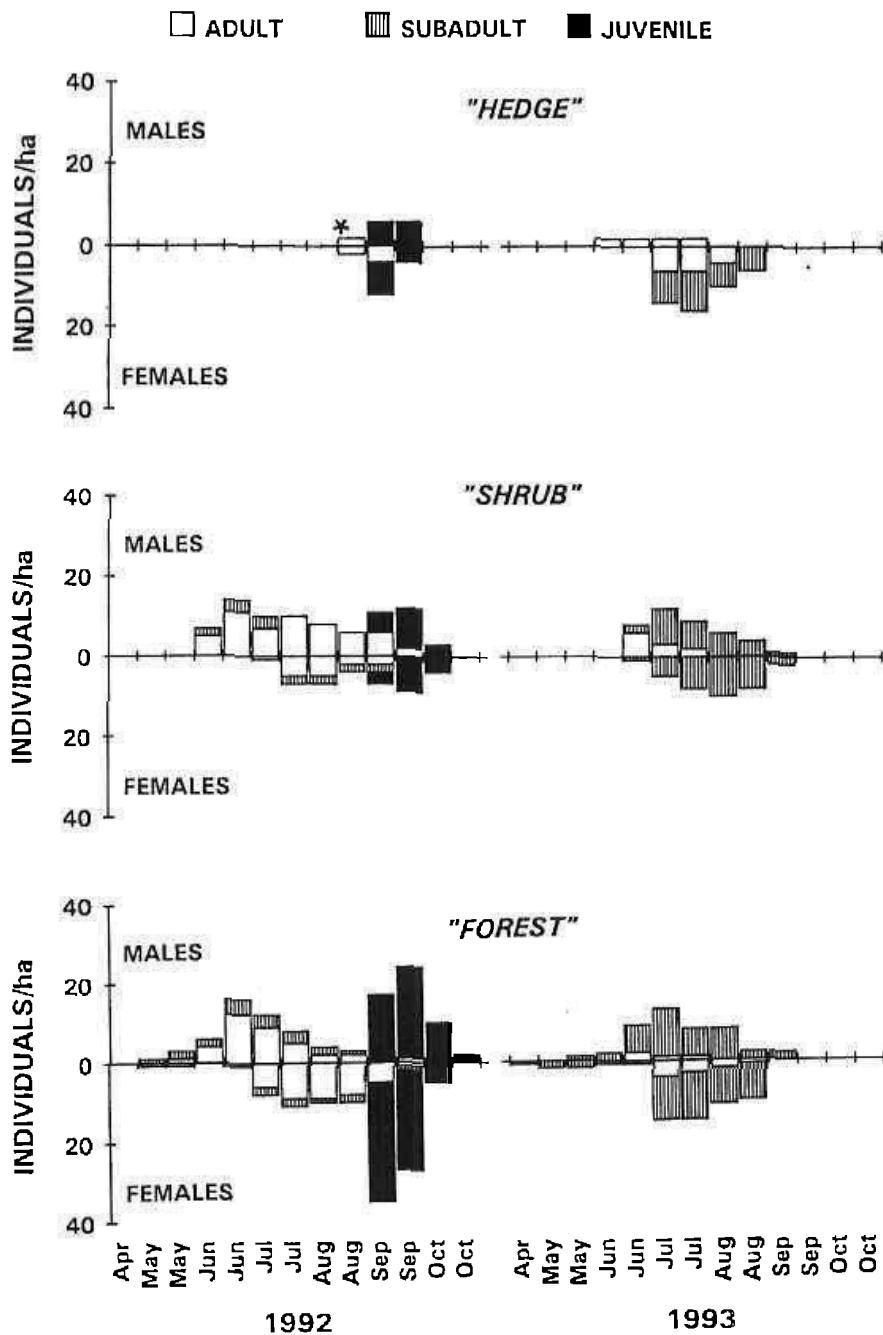 ADULT SUBADULT JUVENILE
"HEDGE"
INDIVIDUALS/ha
40
20
0
20
40
MALES
FEMALES
*
"SHRUB"
INDIVIDUALS/ha
40
20
0
20
40
MALES
FEMALES
"FOREST"
INDIVIDUALS/ha
40
20
0
20
40
MALES
FEMALES
Apr May May Jun Jun Jul Jul Aug Aug Sep Sep Oct Oct
1992
Apr May May Jun Jun Jul Jul Aug Aug Sep Sep Oct Oct
1993